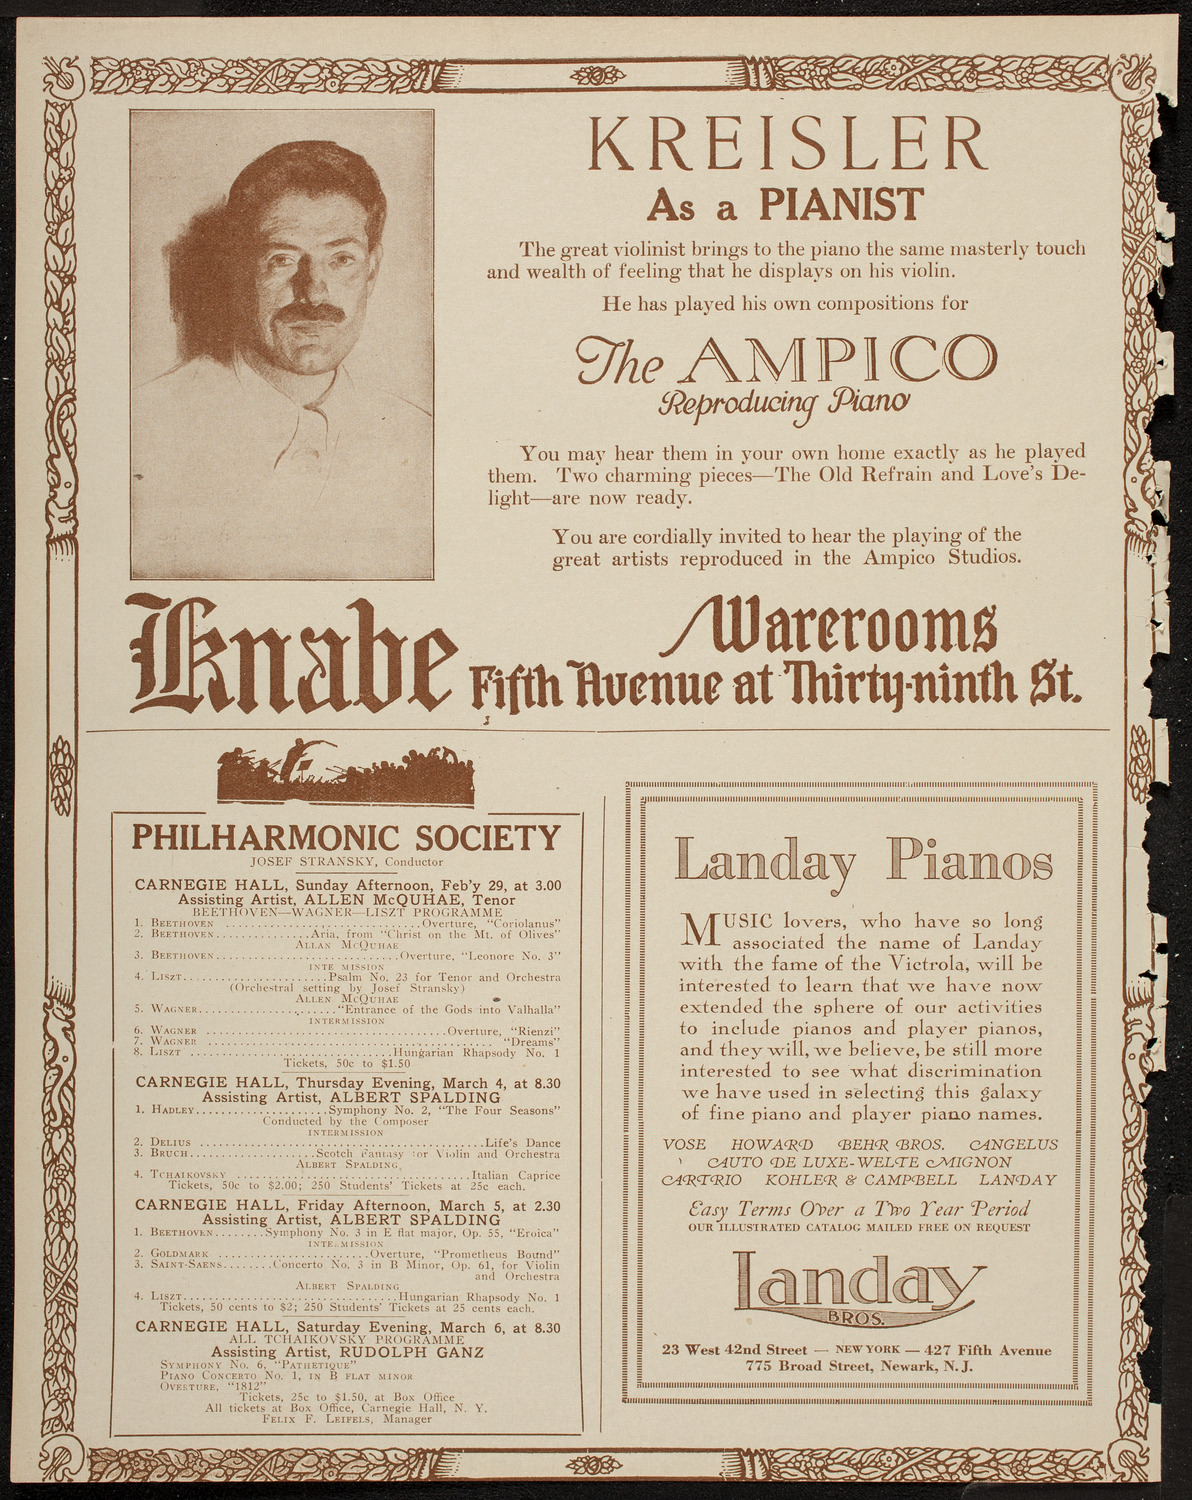 KREISLER
As a PIANIST
The great violinist brings to the piano the same masterly touch
and wealth of feeling that he displays on his violin.
He has played his own compositions for
The AMPICO
Reproducing Piano
You may hear them in your own home exactly as he played
them. Two charming pieces—The Old Refrain and Love's De-
light—are now ready.
You are cordially invited to hear the playing of the
great artists reproduced in the Ampico Studios.
Knabe Warerooms
Fifth Avenue at Thirty-ninth St.
3
PHILHARMONIC SOCIETY
JOSEF STRANSKY, Conductor
CARNEGIE HALL, Sunday Afternoon, Feb'y 29, at 3.00
Assisting Artist, ALLEN McQUHAE, Tenor
BEETHOVEN—WAGNER—LISZT PROGRAMME
1. BEETHOVEN ..............................Overture, "Coriolanus"
2. BEETHOVEN...............Aria, from "Christ on the Mt. of Olives"
ALLAN McQUHAE
3. BEETHOVEN............................Overture, "Leonore No. 3"
INTE MISSION
4. LISZT......................Psalm No. 23 for Tenor and Orchestra
(Orchestral setting by Josef Stransky)
ALLEN McQUHAE
5. WAGNER....................."Entrance of the Gods into Valhalla"
INTERMISSION
6. WAGNER ....................................Overture, "Rienzi"
7. WAGNER ............................................ "Dreams"
8. LISZT ...............................Hungarian Rhapsody No. 1
Tickets, 50c to $1.50
CARNEGIE HALL, Thursday Evening, March 4, at 8.30
Assisting Artist, ALBERT SPALDING
1. HADLEY....................Symphony No. 2, "The Four Seasons"
Conducted by the Composer
INTERMISSION
2. DELIUS ...........................................Life's Dance
3. BRUCH...................Scotch Fantasy for Violin and Orchestra
ALBERT SPALDING,
4. TCHAIKOVSKY ...................................Italian Caprice
Tickets, 50c to $2.00; 250 Students' Tickets at 25c each.
CARNEGIE HALL, Friday Afternoon, March 5, at 2.30
Assisting Artist, ALBERT SPALDING
1. BEETHOVEN........Symphony No. 3 in E flat major, Op. 55, "Eroica"
INTE. MISSION
2. GOLDMARK .......................Overture, "Prometheus Bound"
3. SAINT-SAENS........Concerto No. 3 in B Minor, Op. 61, for Violin
and Orchestra
ALBERT SPALDING
4. LISZT................................Hungarian Rhapsody No. 1
Tickets, 50 cents to $2; 250 Students' Tickets at 25 cents each.
CARNEGIE HALL, Saturday Evening, March 6, at 8.30
ALL TCHAIKOVSKY PROGRAMME
Assisting Artist, RUDOLPH GANZ
SYMPHONY NO. 6, "PATHETIQUE"
PIANO CONCERTO NO. 1, IN B FLAT MINOR
OVERTURE, "1812"
Tickets, 25c to $1.50, at Box Office
All tickets at Box Office, Carnegie Hall, N. Y.
FELIX F. LEIFELS, Manager
Landay Pianos
MUSIC lovers, who have so long
associated the name of Landay
with the fame of the Victrola, will be
interested to learn that we have now
extended the sphere of our activities
to include pianos and player pianos,
and they will, we believe, be still more
interested to see what discrimination
we have used in selecting this galaxy
of fine piano and player piano names.
VOSE HOWARD BEHR BROS. ANGELUS
AUTO DE LUXE-WELTE MIGNON
ARTRIO KOHLER & CAMPBELL LANDAY
Easy Terms Over a Two Year Period
OUR ILLUSTRATED CATALOG MAILED FREE ON REQUEST
Landay
BROS.
23 West 42nd Street — NEW YORK — 427 Fifth Avenue
775 Broad Street, Newark, N. J.